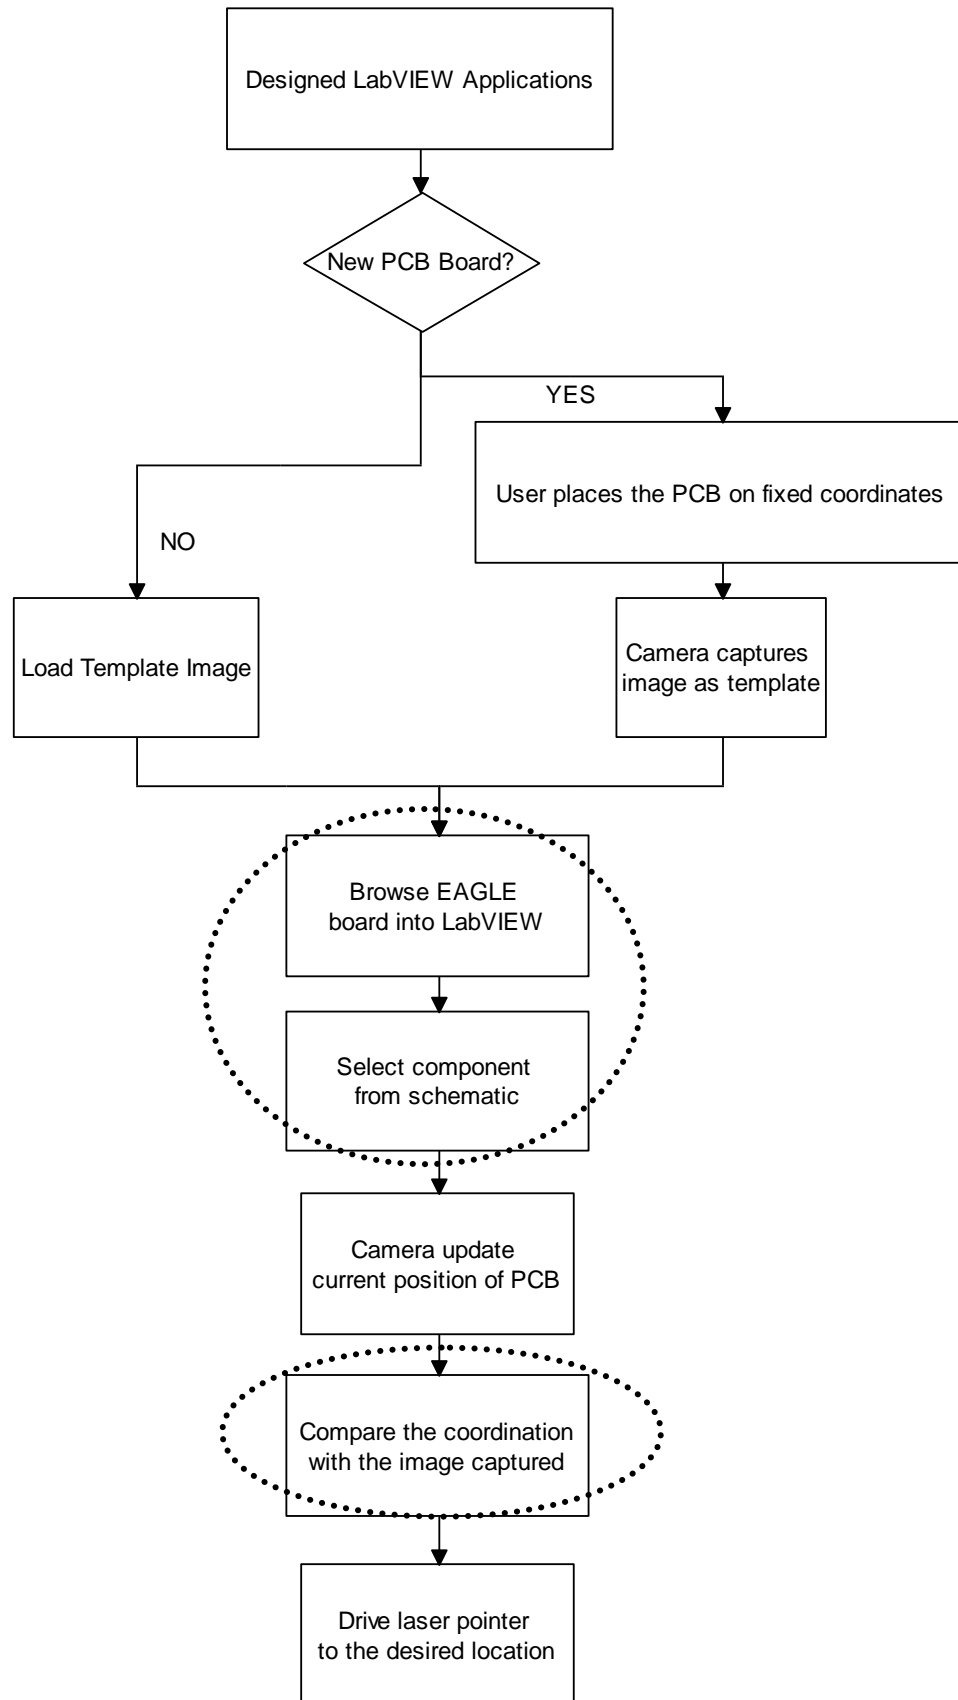 Designed LabVIEW Applications
New PCB Board?
YES
User places the PCB on fixed coordinates
NO
Load Template Image
Camera captures
image as template
Browse EAGLE
board into LabVIEW
Select component
from schematic
Camera update
current position of PCB
Compare the coordination
with the image captured
Drive laser pointer
to the desired location